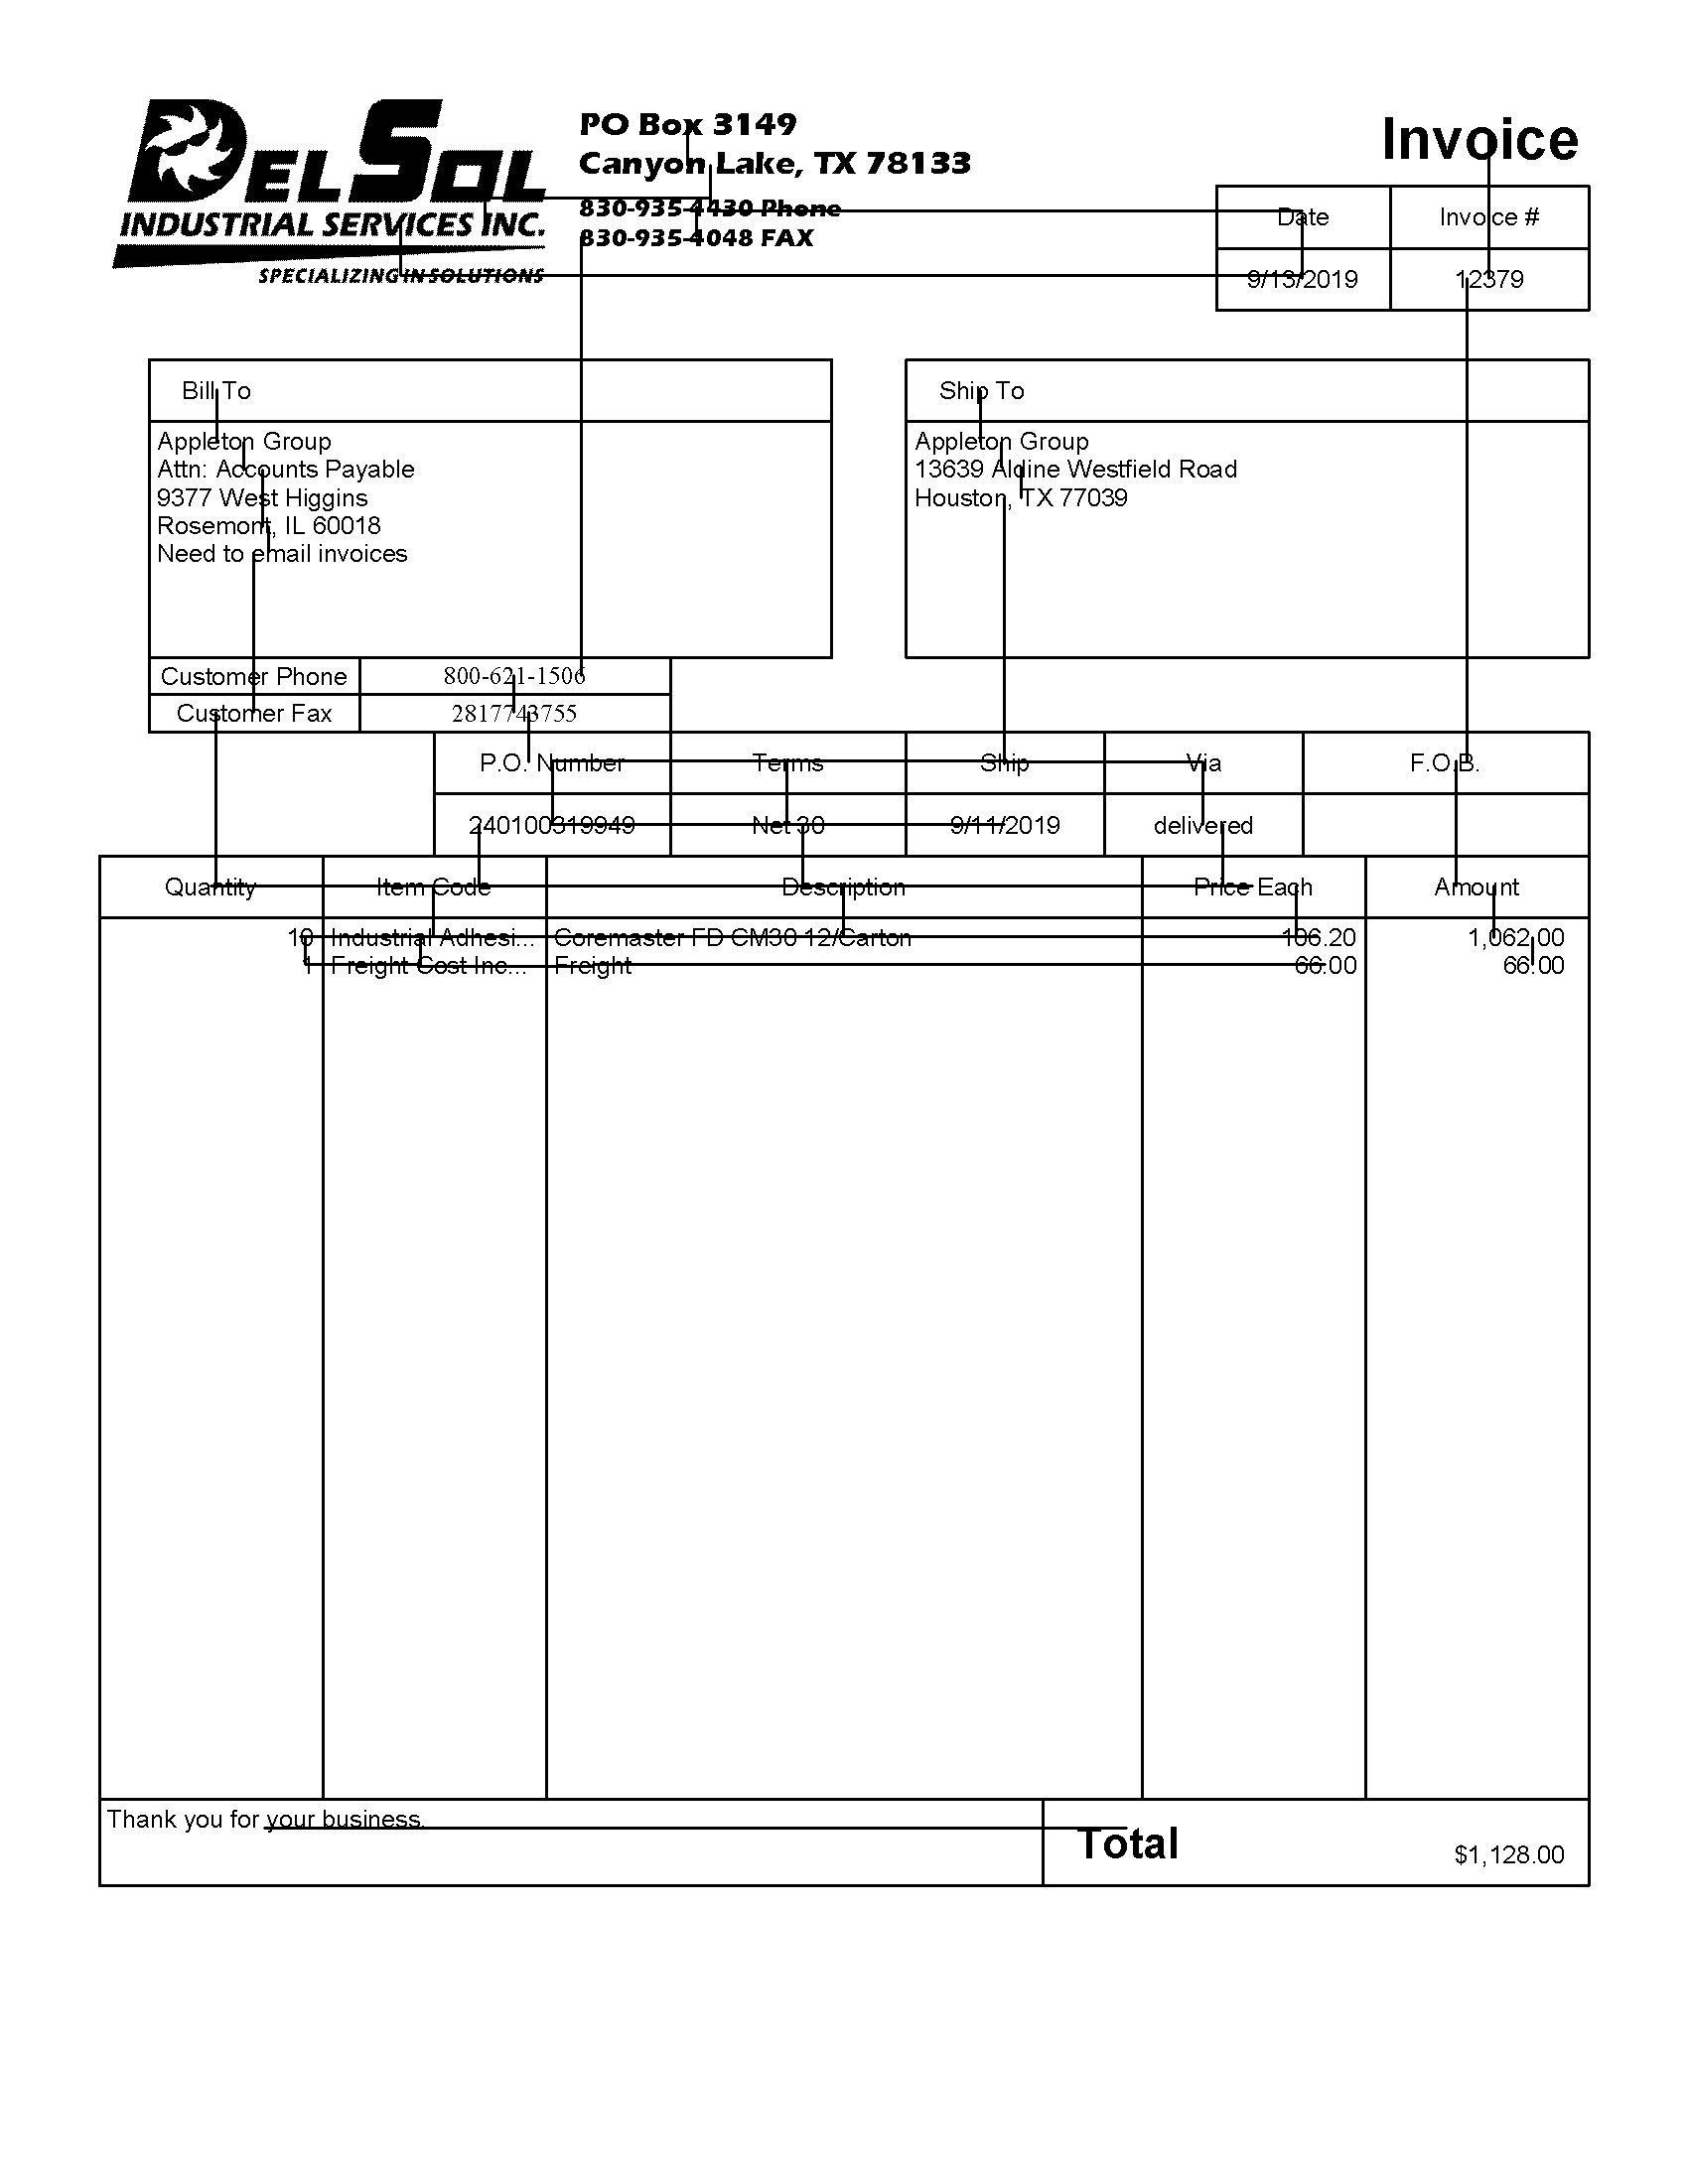 DELSOL
INDUSTRIAL SERVICES INC.
SPECIALIZING IN SOLUTIONS
PO Box 3149
Canyon Lake, TX 78133
830-935-4430 Phone
830-935-4048 FAX
Invoice
Date Invoice #
9/13/2019 12379
Bill To
Appleton Group
Attn: Accounts Payable
9377 West Higgins
Rosemont, IL 60018
Need to email invoices
Ship To
Appleton Group
13639 Aldine Westfield Road
Houston, TX 77039
Customer Phone 800-621-1506
Customer Fax 2817743755
P.O. Number Terms Ship Via F.O.B.
240100319949 Net 30 9/11/2019 delivered
Quantity Item Code Description Price Each Amount
10 Industrial Adhesi... Coremaster FD CM30 12/Carton 106.20 1,062.00
1 Freight Cost Inc... Freight 66.00 66.00
Thank you for your business.
Total $1,128.00